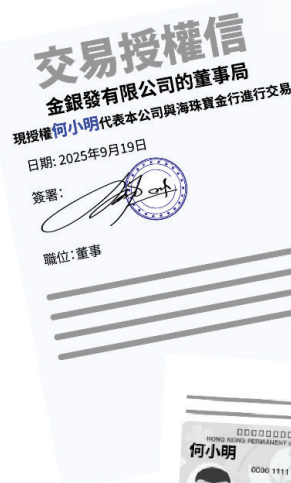 交易授權信
金銀發有限公司的董事局
現授權何小明代表本公司與海珠寶金行進行交易
日期: 2025年9月19日
簽署:
職位: 董事
HONG KONG PERMANENT
何小明
0000 1111